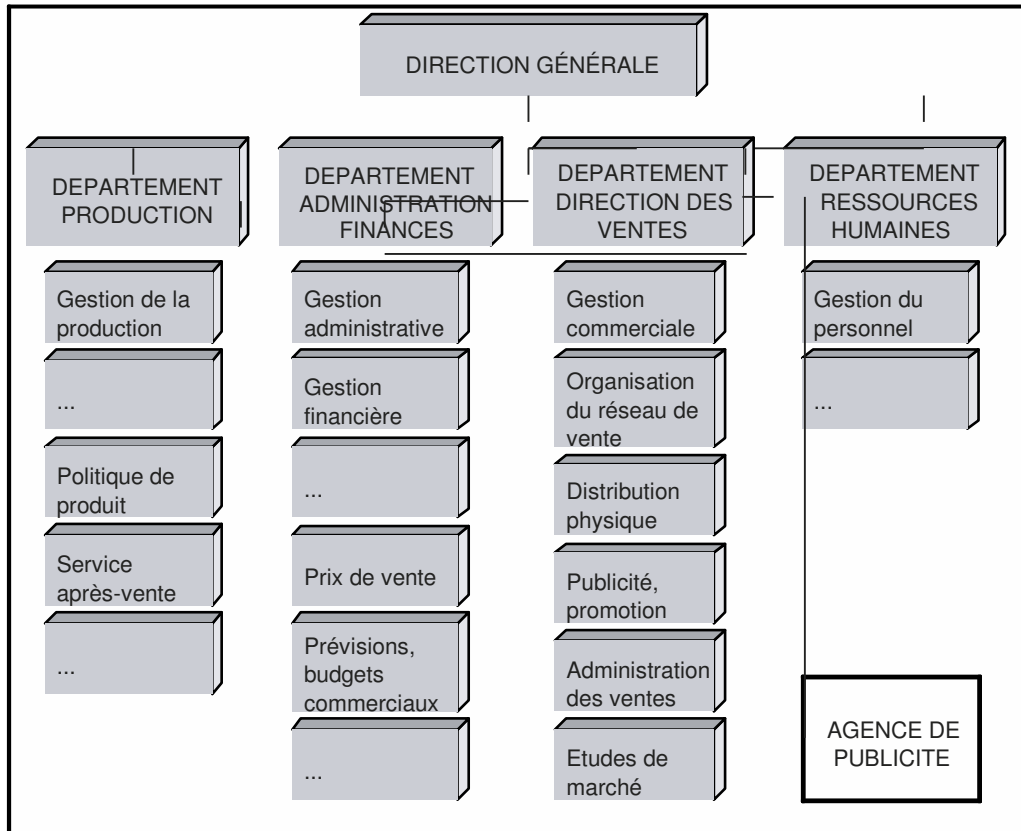 DIRECTION GÉNÉRALE
DEPARTEMENT
PRODUCTION
DEPARTEMENT
ADMINISTRATION
FINANCES
DEPARTEMENT
DIRECTION DES
VENTES
DEPARTEMENT
RESSOURCES
HUMAINES
Gestion de la
production
...
Politique de
produit
Service
après-vente
...
Gestion
administrative
Gestion
financière
...
Prix de vente
Prévisions,
budgets
commerciaux
...
Gestion
commerciale
Organisation
du réseau de
vente
Distribution
physique
Publicité,
promotion
Administration
des ventes
Etudes de
marché
Gestion du
personnel
...
AGENCE DE
PUBLICITE